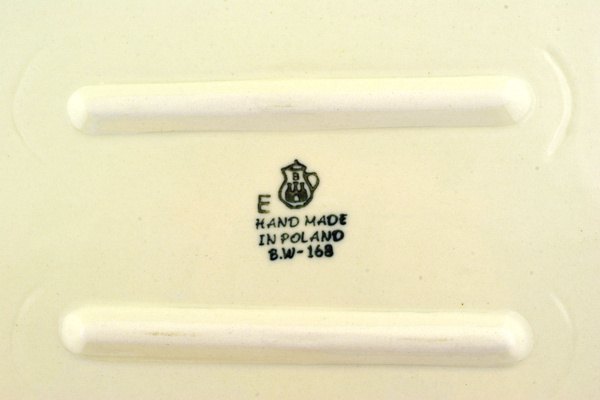 B
E
HAND MADE
IN POLAND
B.W-168